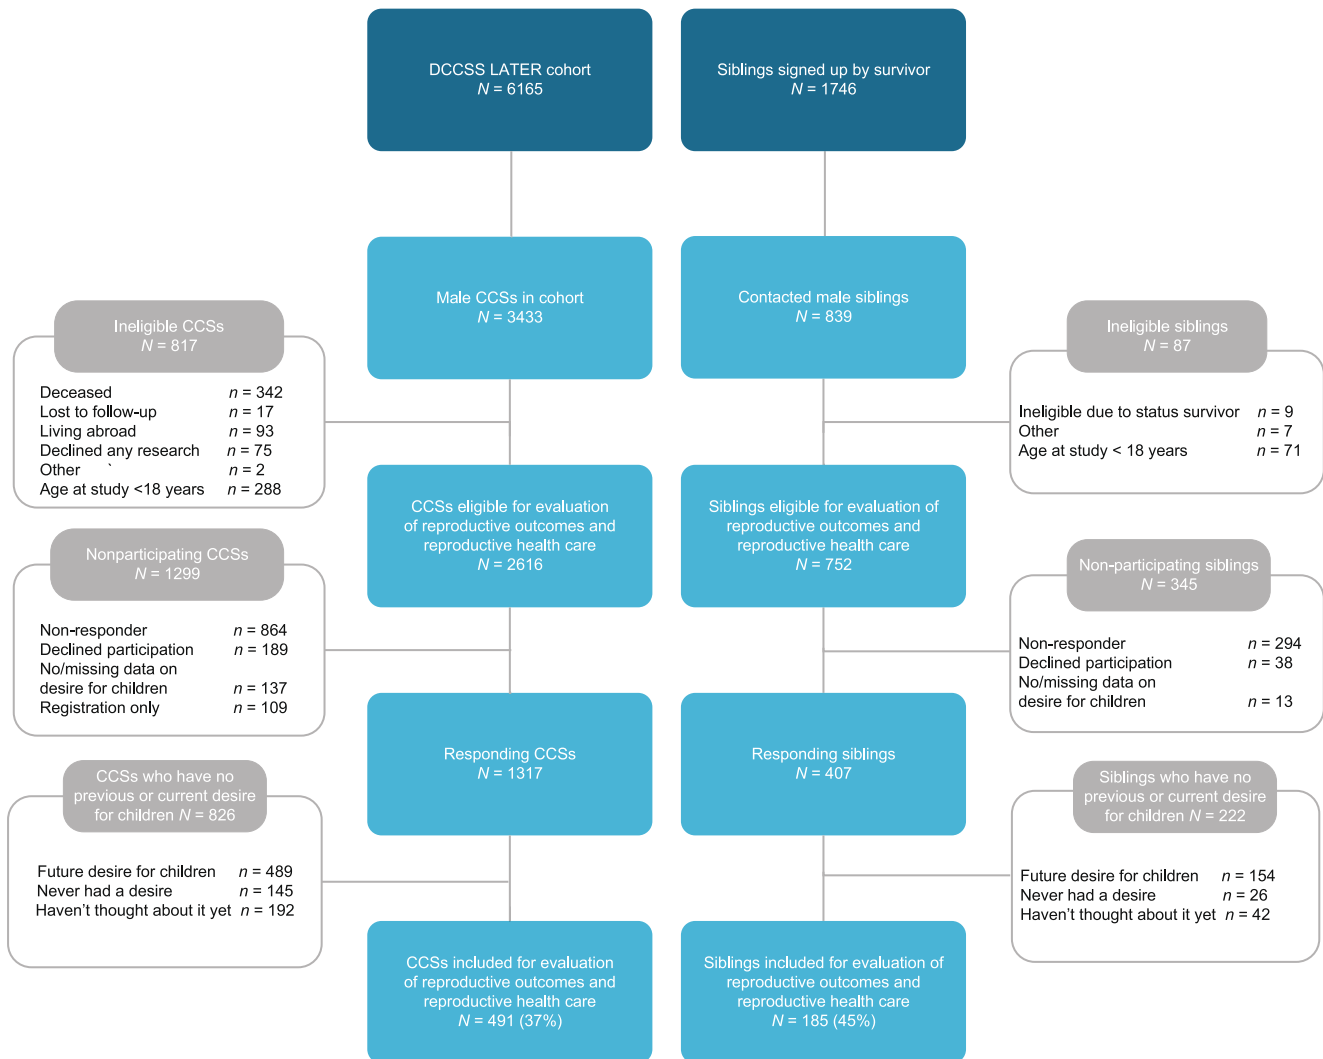 DCCSS LATER cohort
N = 6165
Siblings signed up by survivor
N = 1746
Male CCSs in cohort
N = 3433
Contacted male siblings
N = 839
Ineligible CCSs
N = 817
Deceased n = 342
Lost to follow-up n = 17
Living abroad n = 93
Declined any research n = 75
Other ` n = 2
Age at study <18 years n = 288
Ineligible siblings
N = 87
Ineligible due to status survivor n = 9
Other n = 7
Age at study < 18 years n = 71
CCSs eligible for evaluation
of reproductive outcomes and
reproductive health care
N = 2616
Siblings eligible for evaluation of
reproductive outcomes and
reproductive health care
N = 752
Nonparticipating CCSs
N = 1299
Non-responder n = 864
Declined participation n = 189
No/missing data on
desire for children n = 137
Registration only n = 109
Non-participating siblings
N = 345
Non-responder n = 294
Declined participation n = 38
No/missing data on
desire for children n = 13
Responding CCSs
N = 1317
Responding siblings
N = 407
CCSs who have no
previous or current desire
for children N = 826
Future desire for children n = 489
Never had a desire n = 145
Haven't thought about it yet n = 192
Siblings who have no
previous or current desire
for children N = 222
Future desire for children n = 154
Never had a desire n = 26
Haven't thought about it yet n = 42
CCSs included for evaluation
of reproductive outcomes and
reproductive health care
N = 491 (37%)
Siblings included for evaluation of
reproductive outcomes and
reproductive health care
N = 185 (45%)